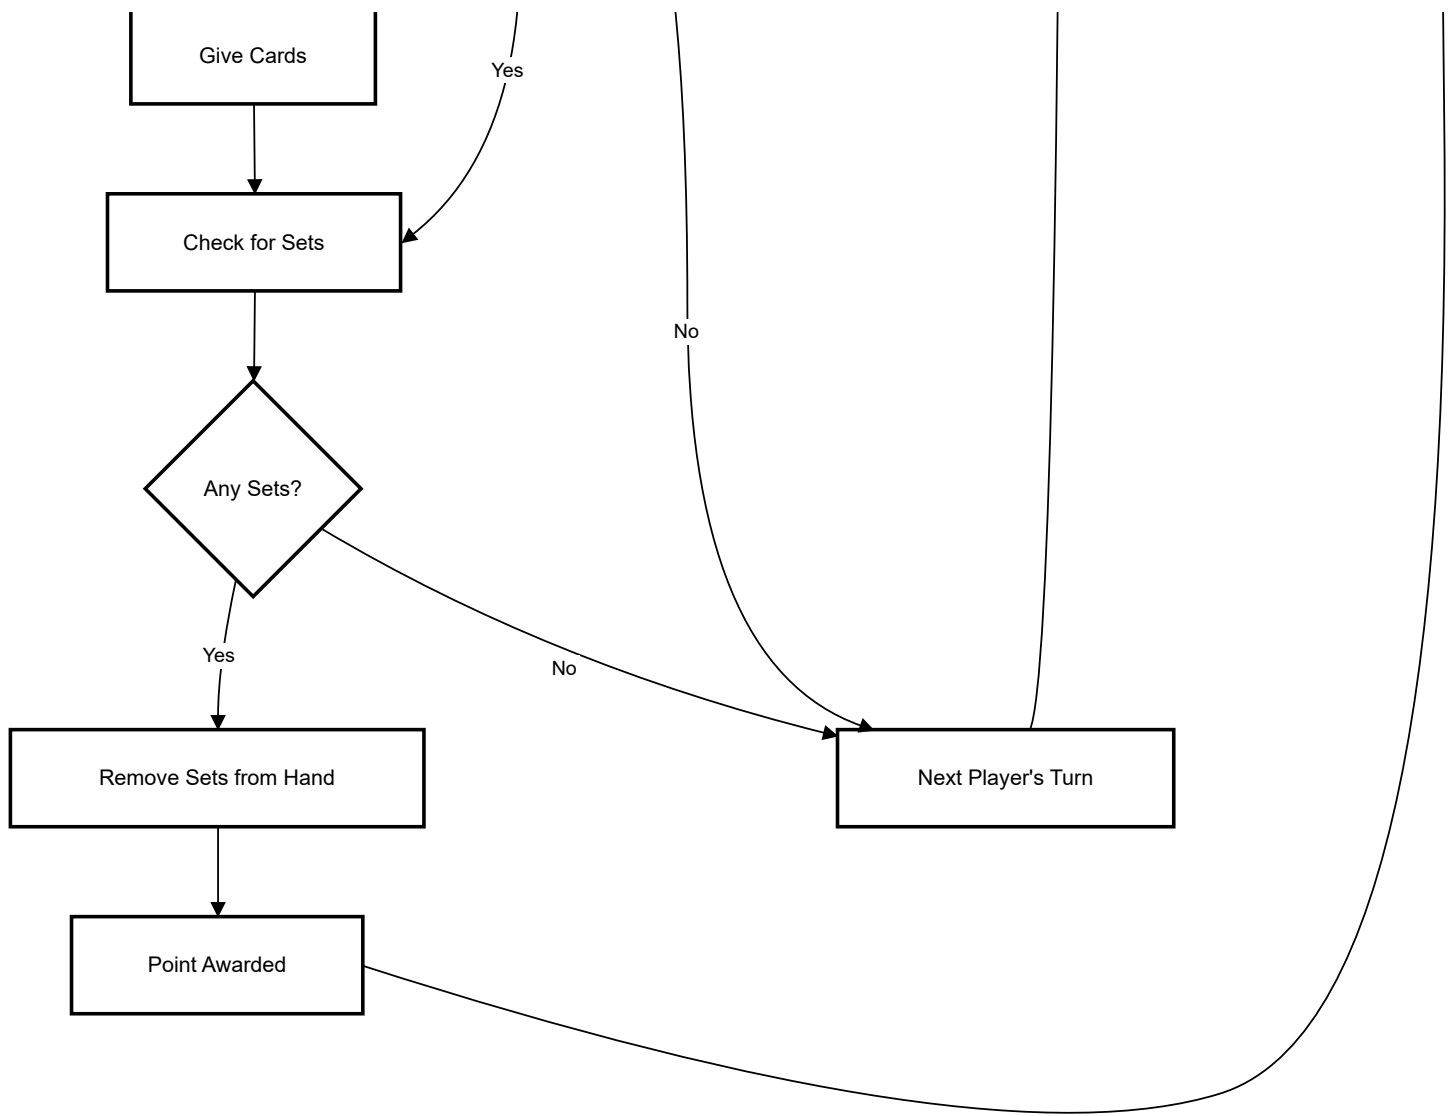 Give Cards
Yes
Check for Sets
No
Any Sets?
Yes
No
Remove Sets from Hand
Next Player's Turn
Point Awarded